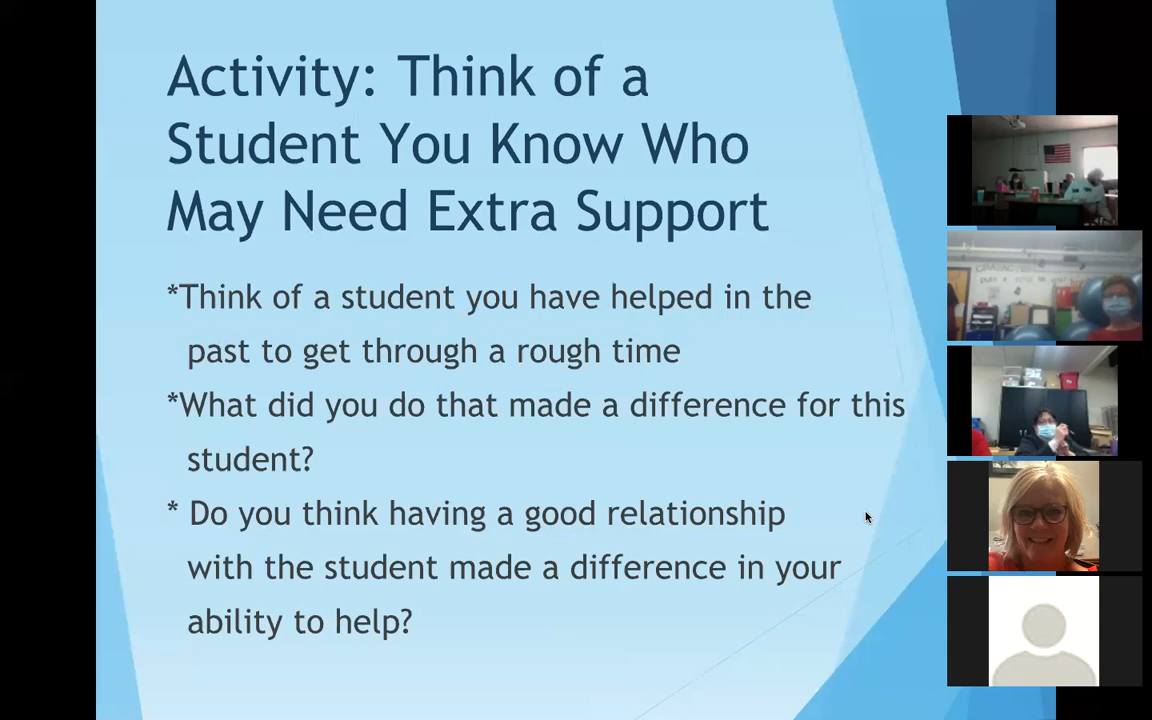 Activity: Think of a
Student You Know Who
May Need Extra Support
*Think of a student you have helped in the
past to get through a rough time
*What did you do that made a difference for this
student?
* Do you think having a good relationship
with the student made a difference in your
ability to help?